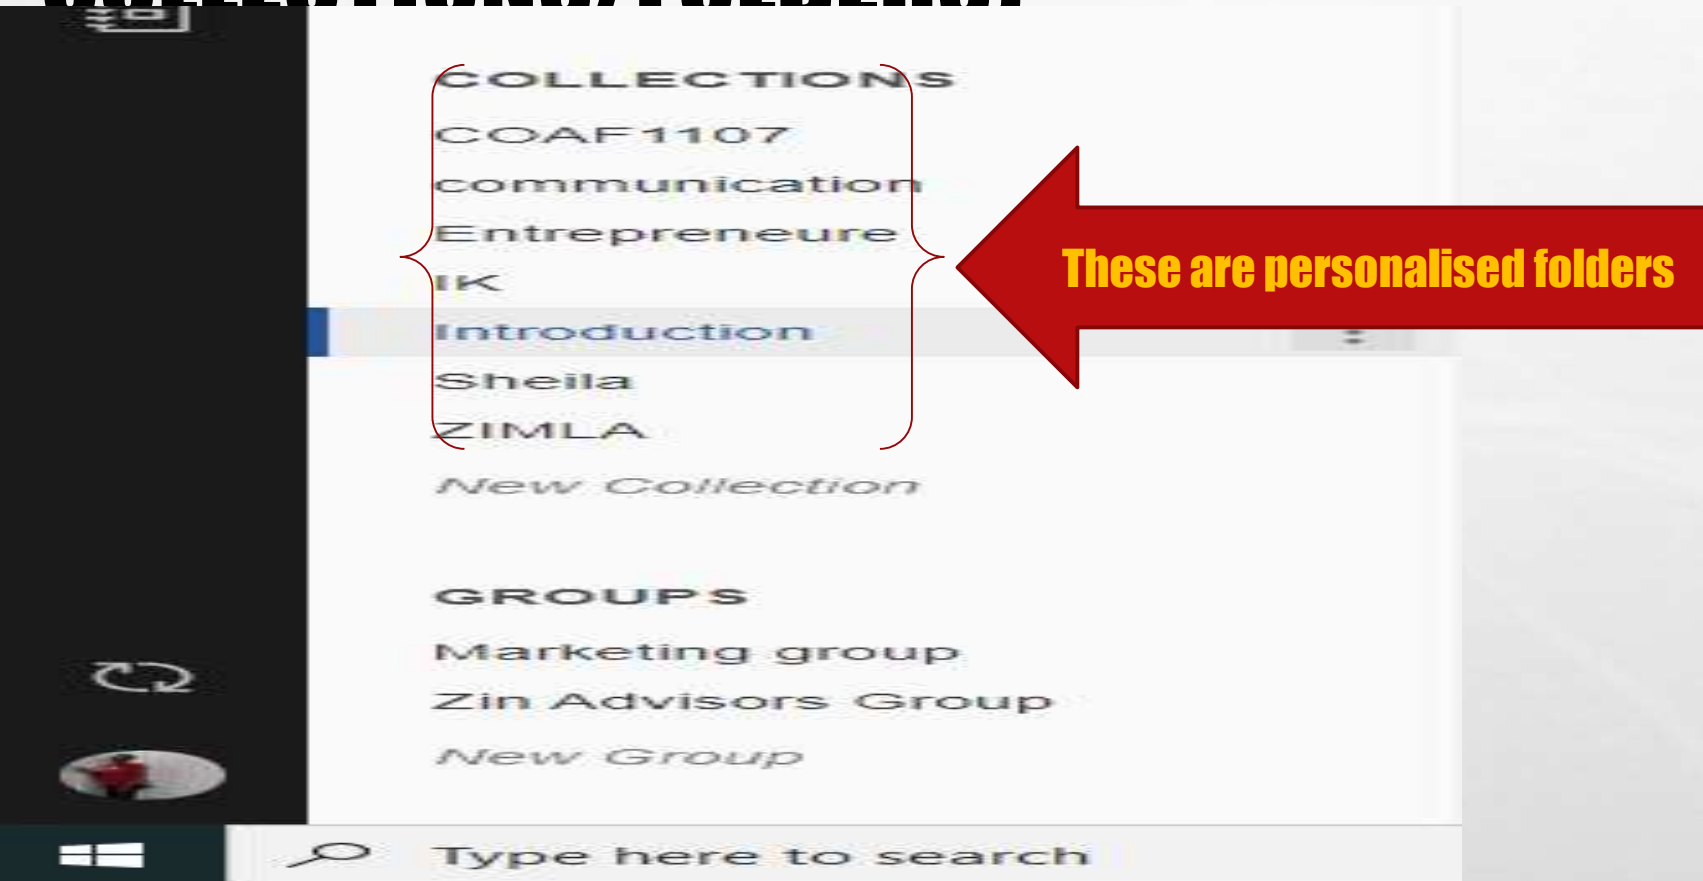 COLLECTIONS
COAF1107
communication
Entrepreneure
IK
Introduction
Sheila
ZIMLA
New Collection
These are personalised folders
GROUPS
Marketing group
Zin Advisors Group
New Group
Type here to search